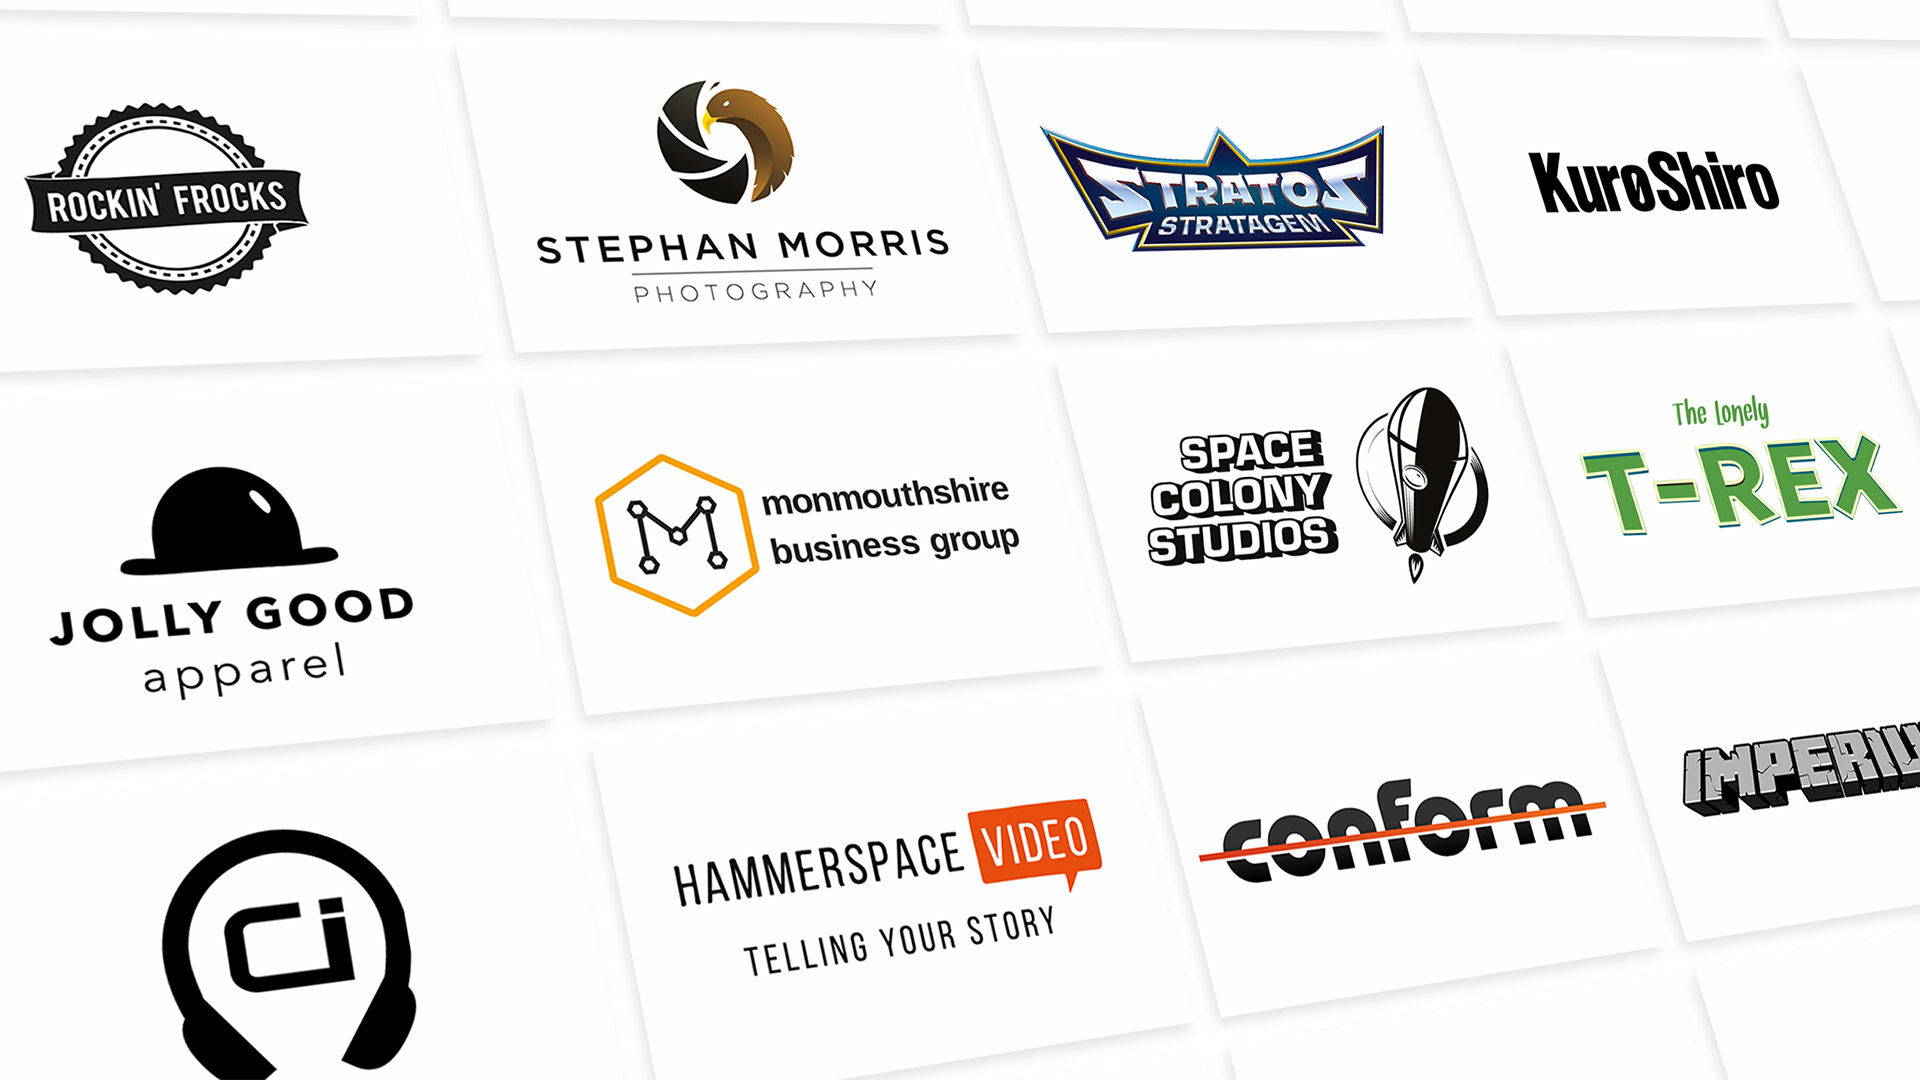 ROCKIN' FROCKS
STEPHAN MORRIS
PHOTOGRAPHY
STRATOS
STRATAGEM
KuroShiro
JOLLY GOOD
apparel
M
monmouthshire
business group
SPACE
COLONY
STUDIOS
The Lonely
T-REX
Ci
HAMMERSPACE VIDEO
TELLING YOUR STORY
conform